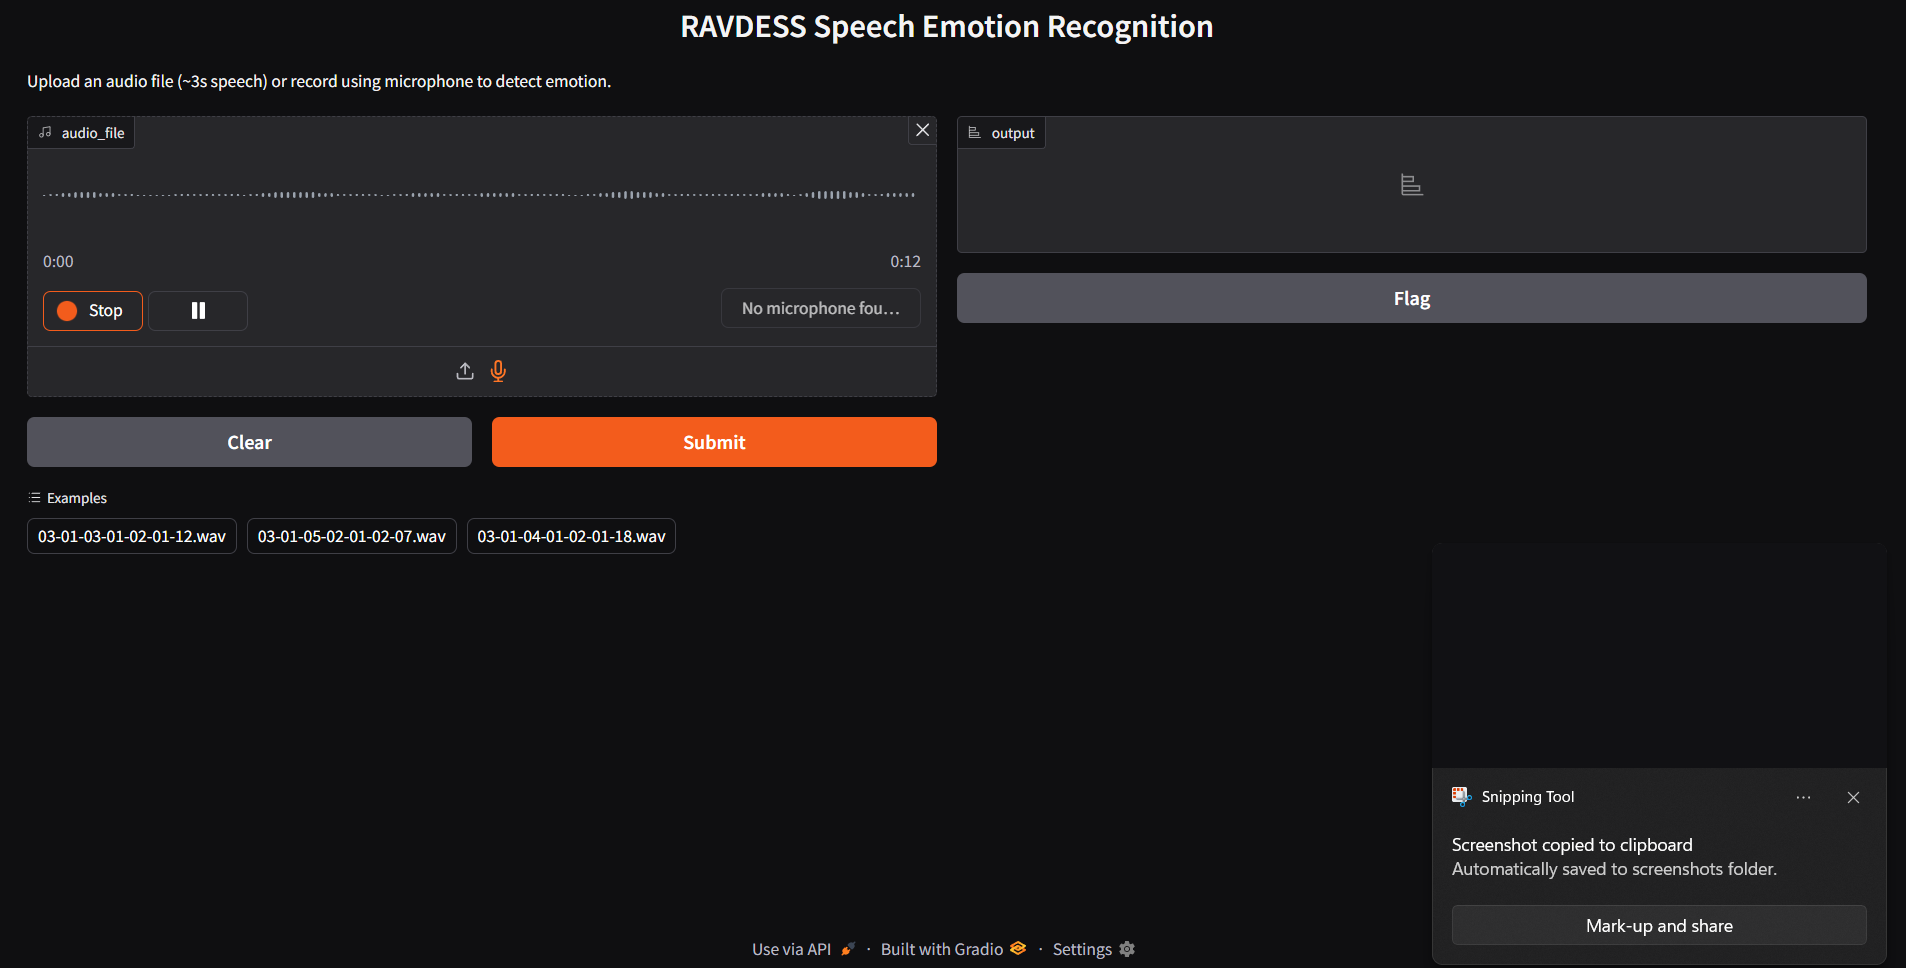 RAVDESS Speech Emotion Recognition
Upload an audio file (~3s speech) or record using microphone to detect emotion.
audio_file
0:00
0:12
Stop
No microphone fou…
Clear
Submit
Examples
03-01-03-01-02-01-12.wav
03-01-05-02-01-02-07.wav
03-01-04-01-02-01-18.wav
output
Flag
Snipping Tool
Screenshot copied to clipboard
Automatically saved to screenshots folder.
Mark-up and share
Use via API · Built with Gradio · Settings